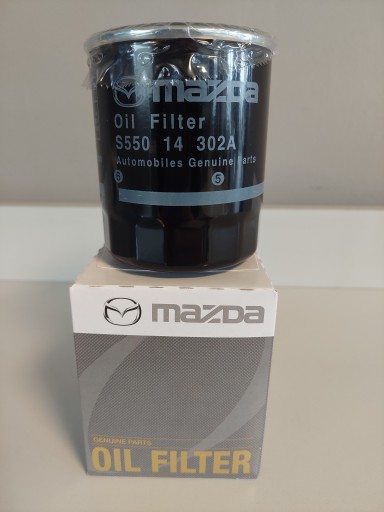 mazda
Oil Filter
S550 14 302A
Automobiles Genuine Parts
5 5
mazda
GENUINE PARTS
OIL FILTER